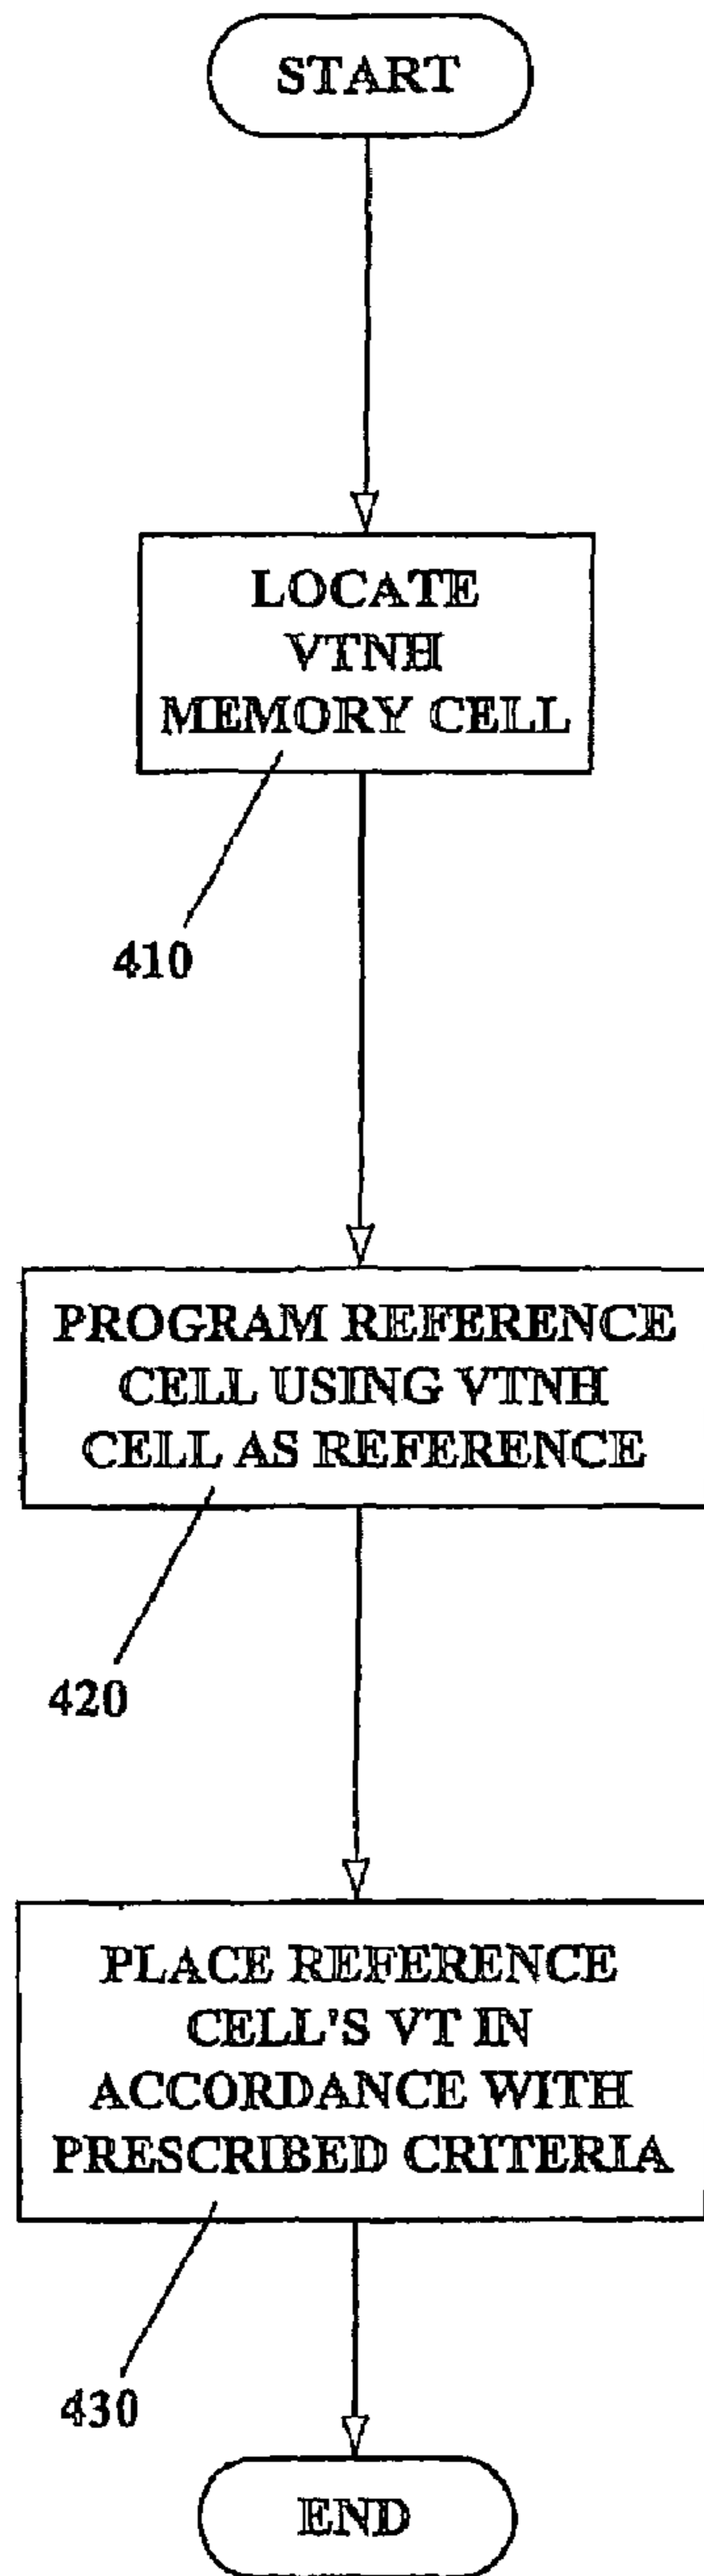 START
LOCATE
VTNH
MEMORY CELL
410
PROGRAM REFERENCE
CELL USING VTNH
CELL AS REFERENCE
420
PLACE REFERENCE
CELL'S VT IN
ACCORDANCE WITH
PRESCRIBED CRITERIA
430
END